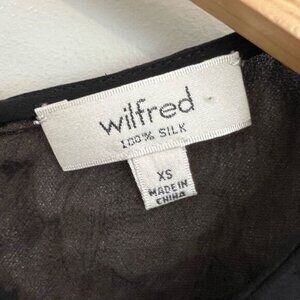 wilfred
100% SILK
XS
MADE IN
CHINA